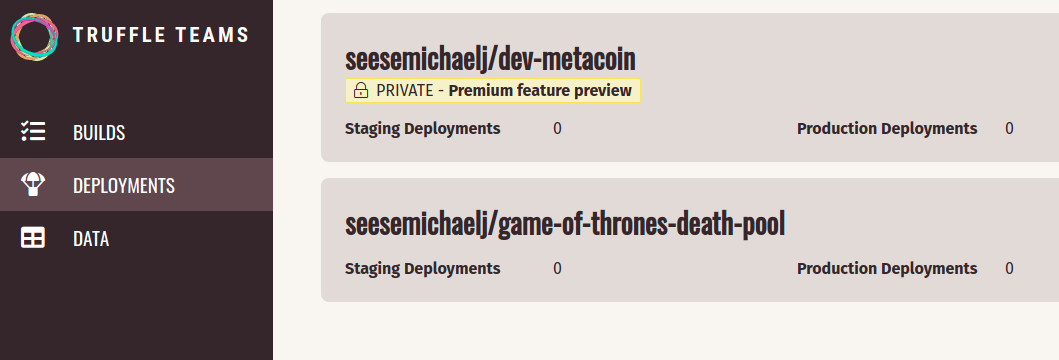 TRUFFLE TEAMS
BUILDS
DEPLOYMENTS
DATA
seesemichaelj/dev-metacoin
PRIVATE - Premium feature preview
Staging Deployments 0 Production Deployments 0
seesemichaelj/game-of-thrones-death-pool
Staging Deployments 0 Production Deployments 0